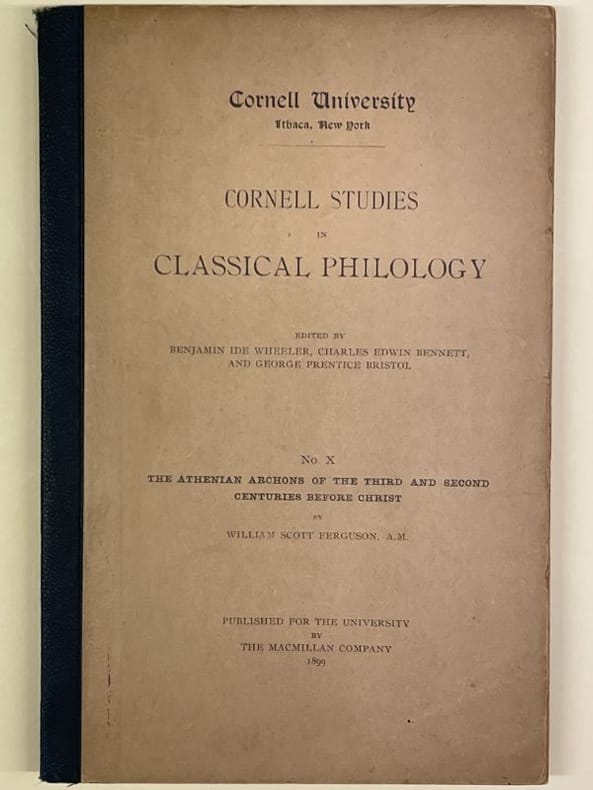 Cornell University
Ithaca, New York
CORNELL STUDIES
IN
CLASSICAL PHILOLOGY
EDITED BY
BENJAMIN IDE WHEELER, CHARLES EDWIN BENNETT,
AND GEORGE PRENTICE BRISTOL
No. X
THE ATHENIAN ARCHONS OF THE THIRD AND SECOND
CENTURIES BEFORE CHRIST
BY
WILLIAM SCOTT FERGUSON, A.M.
PUBLISHED FOR THE UNIVERSITY
BY
THE MACMILLAN COMPANY
1899